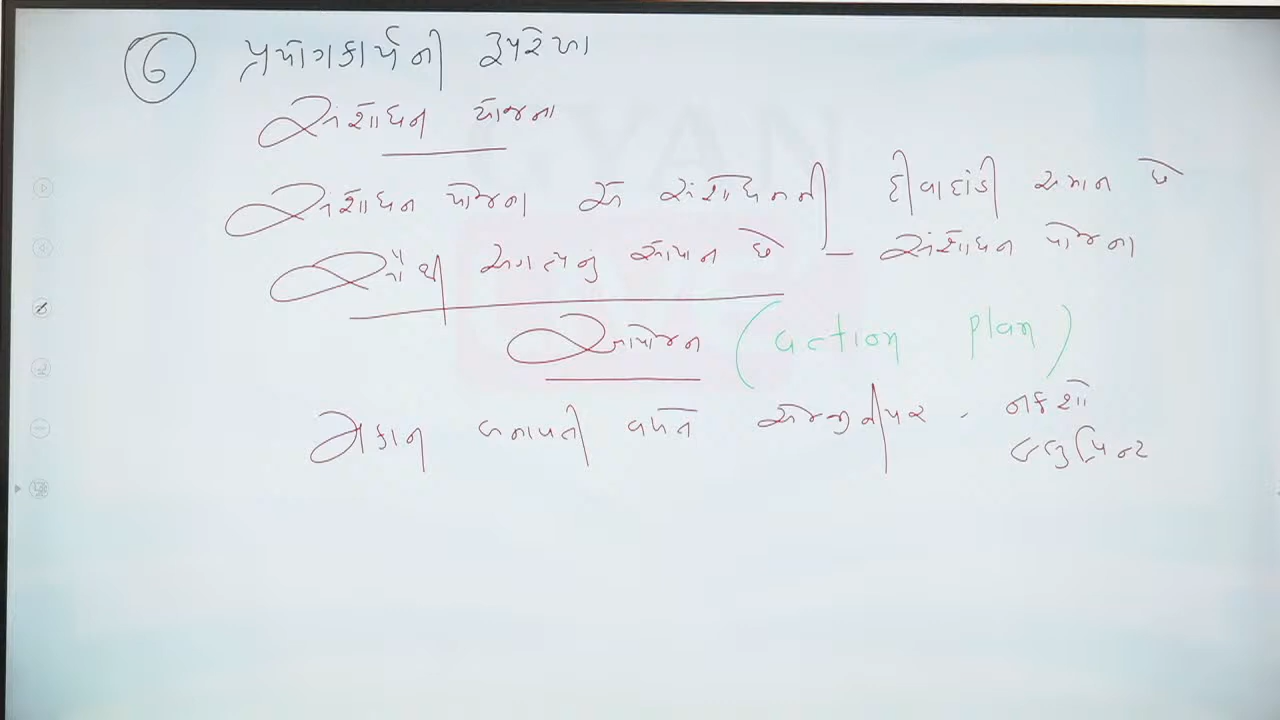 6 પ્રયોગકાર્યની રૂપરેખા
સંશોધન યોજના
સંશોધન યોજના એ સંશોધનની દીવાદાંડી સમાન છે
સૌથી અગત્યનું સોપાન છે – સંશોધન યોજના
આયોજન (action plan)
મકાન બનાવતી વખતે એન્જીનીયર - નકશો
બ્લુપ્રિન્ટ
GYAN